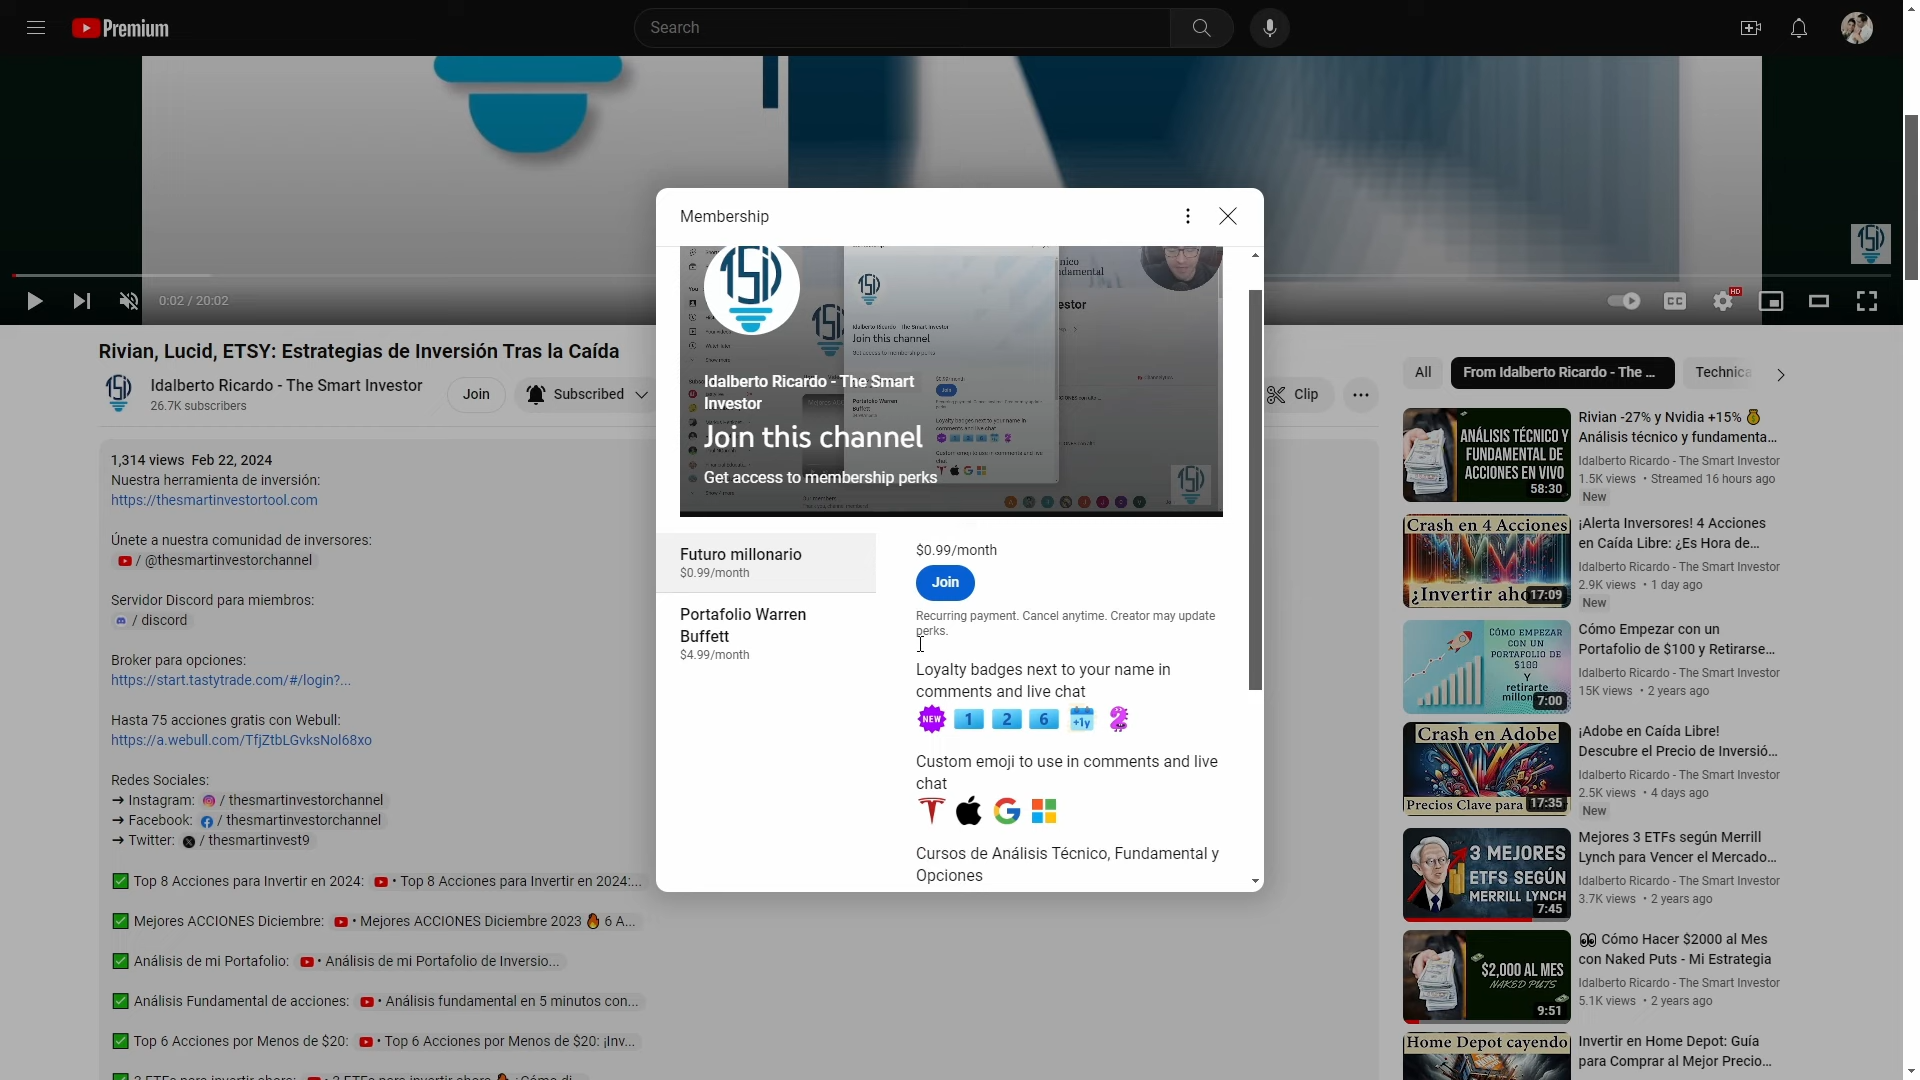 Premium
Search
0:02 / 20:02
CC
HD
Rivian, Lucid, ETSY: Estrategias de Inversión Tras la Caída
Idalberto Ricardo - The Smart Investor
26.7K subscribers
Join
Subscribed
Clip
1,314 views Feb 22, 2024
Nuestra herramienta de inversión:
https://thesmartinvestortool.com
Únete a nuestra comunidad de inversores:
/ @thesmartinvestorchannel
Servidor Discord para miembros:
/ discord
Broker para opciones:
https://start.tastytrade.com/#/login?...
Hasta 75 acciones gratis con Webull:
https://a.webull.com/TfjZtbLGvksNol68xo
Redes Sociales:
→ Instagram: / thesmartinvestorchannel
→ Facebook: / thesmartinvestorchannel
→ Twitter: / thesmartinvest9
✅ Top 8 Acciones para Invertir en 2024: • Top 8 Acciones para Invertir en 2024:...
✅ Mejores ACCIONES Diciembre: • Mejores ACCIONES Diciembre 2023 🔥 6 A...
✅ Análisis de mi Portafolio: • Análisis de mi Portafolio de Inversio...
✅ Análisis Fundamental de acciones: • Análisis fundamental en 5 minutos con...
✅ Top 6 Acciones por Menos de $20: • Top 6 Acciones por Menos de $20: ¡Inv...
Membership
Idalberto Ricardo - The Smart
Investor
Join this channel
Get access to membership perks
Idalberto Ricardo - The Smart Investor
Join this channel
Get access to membership perks
Futuro millonario
$0.99/month
Portafolio Warren
Buffett
$4.99/month
$0.99/month
Join
Recurring payment. Cancel anytime. Creator may update
perks.
Loyalty badges next to your name in
comments and live chat
NEW 1 2 6 +1y 2
Custom emoji to use in comments and live
chat
Cursos de Análisis Técnico, Fundamental y
Opciones
All
From Idalberto Ricardo - The ...
Technica
ANÁLISIS TÉCNICO Y
FUNDAMENTAL DE
ACCIONES EN VIVO
58:30
Rivian -27% y Nvidia +15% 💰
Análisis técnico y fundamenta...
Idalberto Ricardo - The Smart Investor
1.5K views • Streamed 16 hours ago
New
Crash en 4 Acciones
¿Invertir aho
17:09
¡Alerta Inversores! 4 Acciones
en Caída Libre: ¿Es Hora de...
Idalberto Ricardo - The Smart Investor
2.9K views • 1 day ago
New
CÓMO EMPEZAR
CON UN
PORTAFOLIO DE
$100
Y
retirarte
millon
7:00
Cómo Empezar con un
Portafolio de $100 y Retirarse...
Idalberto Ricardo - The Smart Investor
15K views • 2 years ago
Crash en Adobe
Precios Clave para
17:35
¡Adobe en Caída Libre!
Descubre el Precio de Inversió...
Idalberto Ricardo - The Smart Investor
2.5K views • 4 days ago
New
3 MEJORES
ETFS SEGÚN
MERRILL LYNCH
7:45
Mejores 3 ETFs según Merrill
Lynch para Vencer el Mercado...
Idalberto Ricardo - The Smart Investor
3.7K views • 2 years ago
$2,000 AL MES
NAKED PUTS
9:51
👀 Cómo Hacer $2000 al Mes
con Naked Puts - Mi Estrategia
Idalberto Ricardo - The Smart Investor
5.1K views • 2 years ago
Home Depot cayendo
Invertir en Home Depot: Guía
para Comprar al Mejor Precio...